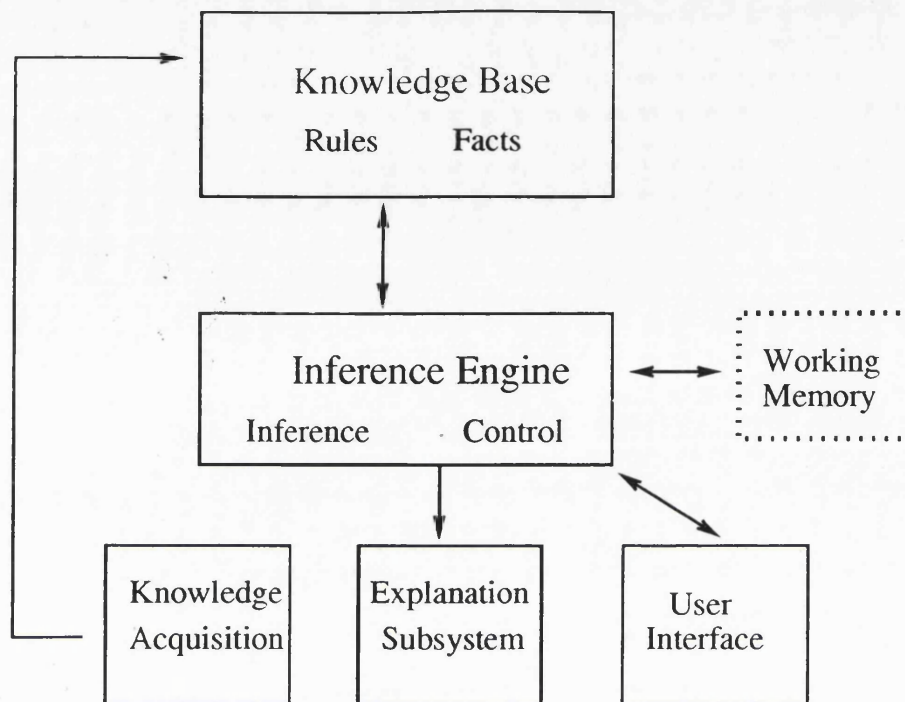 Knowledge Base
Rules Facts
Inference Engine
Inference Control
Working
Memory
Knowledge
Acquisition
Explanation
Subsystem
User
Interface